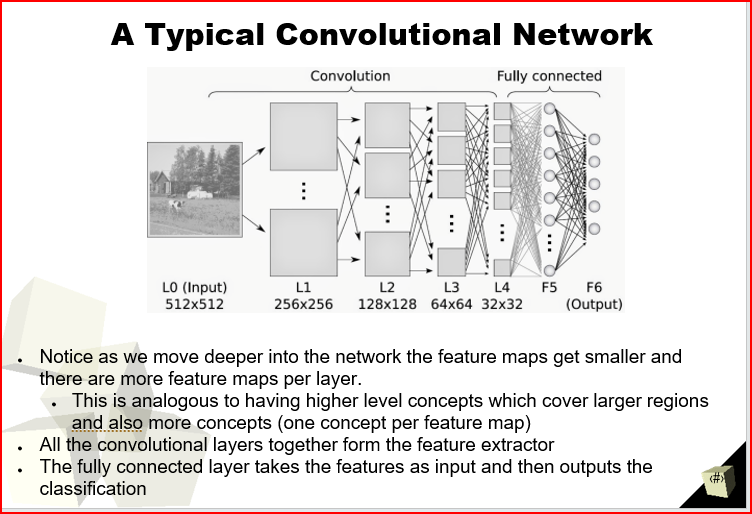 A Typical Convolutional Network
Convolution
Fully connected
L0 (Input)
512x512
L1
256x256
L2
128x128
L3
64x64
L4
32x32
F5
F6
(Output)
• Notice as we move deeper into the network the feature maps get smaller and
there are more feature maps per layer.
• This is analogous to having higher level concepts which cover larger regions
and also more concepts (one concept per feature map)
• All the convolutional layers together form the feature extractor
• The fully connected layer takes the features as input and then outputs the
classification
‹#›